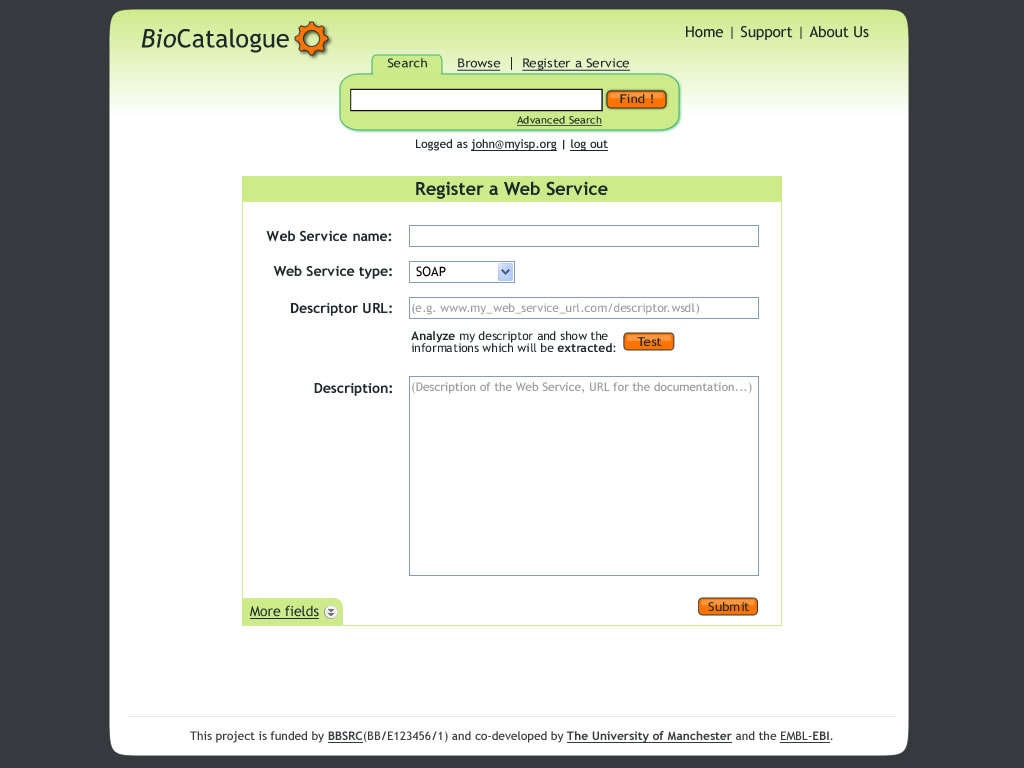 BioCatalogue
Home | Support | About Us
Search Browse | Register a Service
Find !
Advanced Search
Logged as john@myisp.org | log out
Register a Web Service
Web Service name:
Web Service type: SOAP
Descriptor URL: (e.g. www.my_web_service_url.com/descriptor.wsdl)
Analyze my descriptor and show the
informations which will be extracted: Test
Description: (Description of the Web Service, URL for the documentation...)
More fields
Submit
This project is funded by BBSRC(BB/E123456/1) and co-developed by The University of Manchester and the EMBL-EBI.